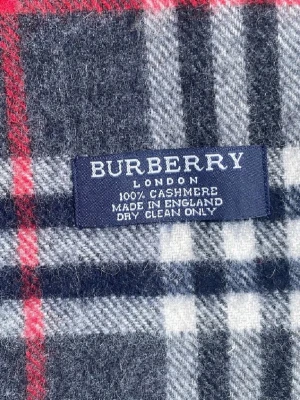 BURBERRY
LONDON
100% CASHMERE
MADE IN ENGLAND
DRY CLEAN ONLY